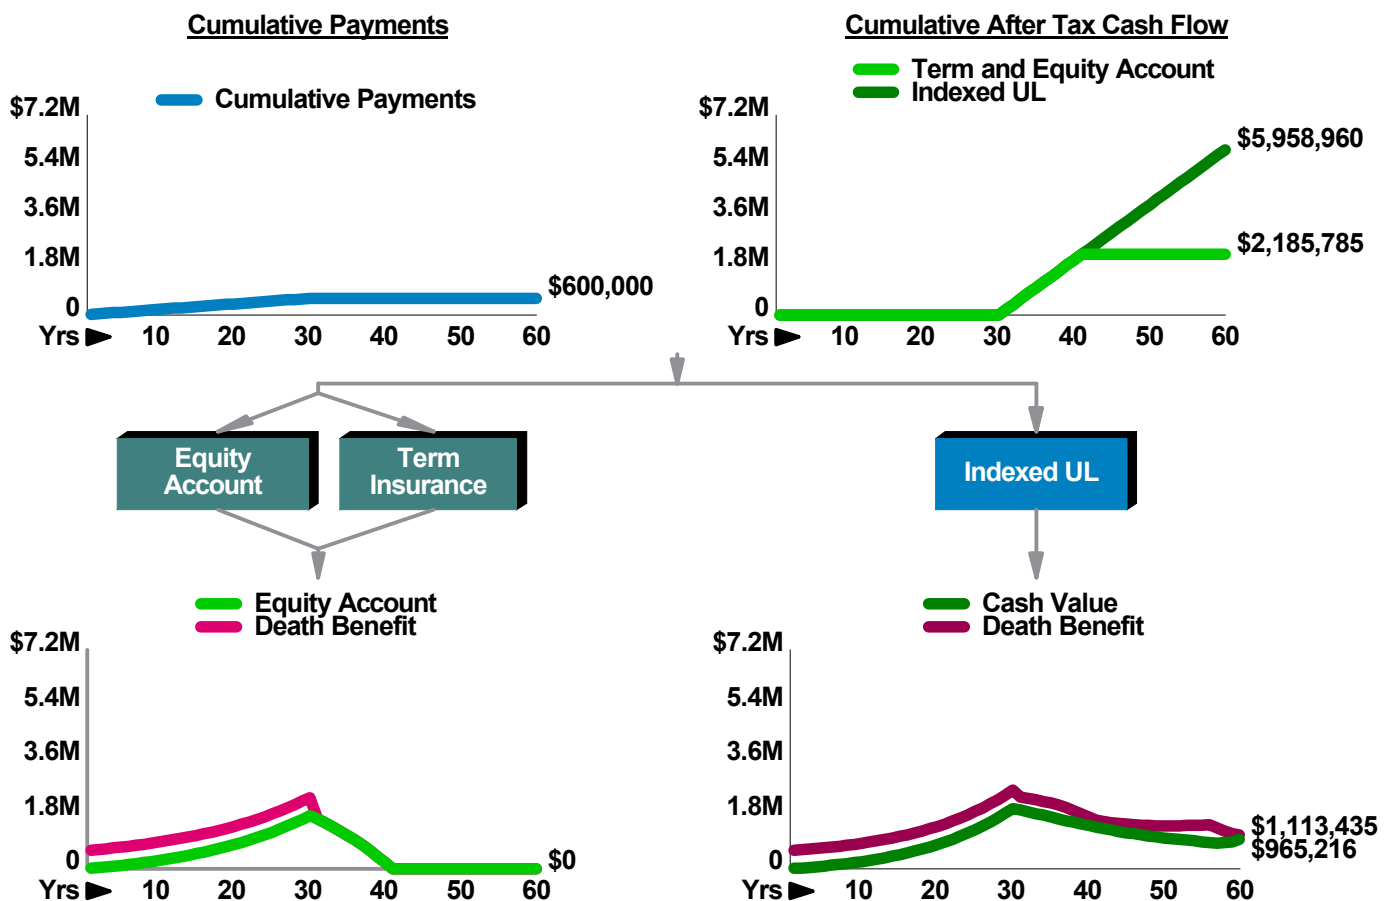 Cumulative Payments
Cumulative Payments
$7.2M
5.4M
3.6M
1.8M
0
$600,000
Yrs 10 20 30 40 50 60
Cumulative After Tax Cash Flow
Term and Equity Account
Indexed UL
$7.2M
5.4M
3.6M
1.8M
0
$5,958,960
$2,185,785
Yrs 10 20 30 40 50 60
Equity
Account
Term
Insurance
Indexed UL
Equity Account
Death Benefit
$7.2M
5.4M
3.6M
1.8M
0
$0
Yrs 10 20 30 40 50 60
Cash Value
Death Benefit
$7.2M
5.4M
3.6M
1.8M
0
$1,113,435
$965,216
Yrs 10 20 30 40 50 60